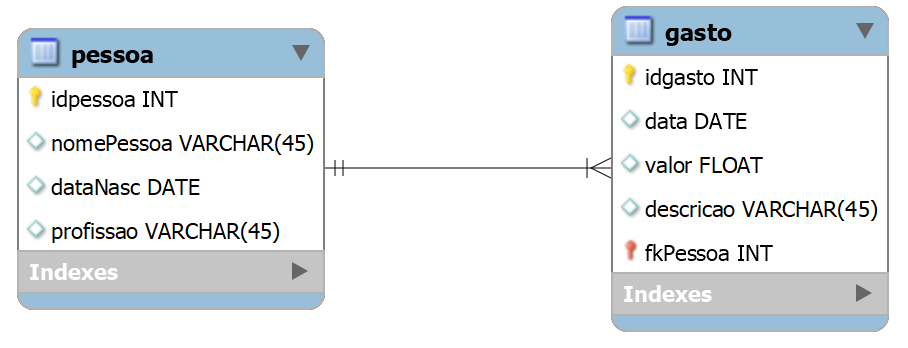 pessoa
idpessoa INT
nomePessoa VARCHAR(45)
dataNasc DATE
profissao VARCHAR(45)
Indexes
gasto
idgasto INT
data DATE
valor FLOAT
descricao VARCHAR(45)
fkPessoa INT
Indexes